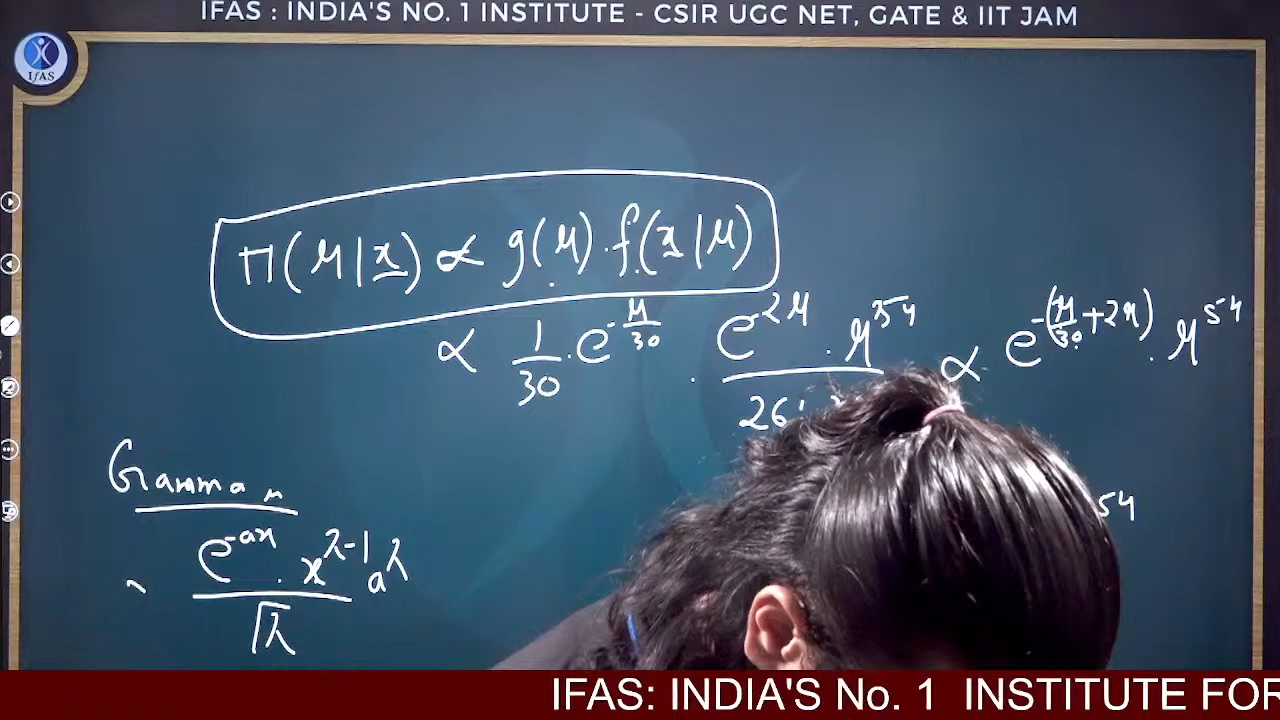 IFAS : INDIA'S NO. 1 INSTITUTE - CSIR UGC NET, GATE & IIT JAM
IFAS
π(μ|x) ∝ g(μ).f(x|μ)
∝ 1/30 . e^-μ/30 . e^-2μ . μ^54 / 26! ∝ e^-(μ/30+2μ) . μ^54
Gamma
54
e^-ax . x^λ-1 a^λ / Γλ
IFAS: INDIA'S No. 1 INSTITUTE FOR